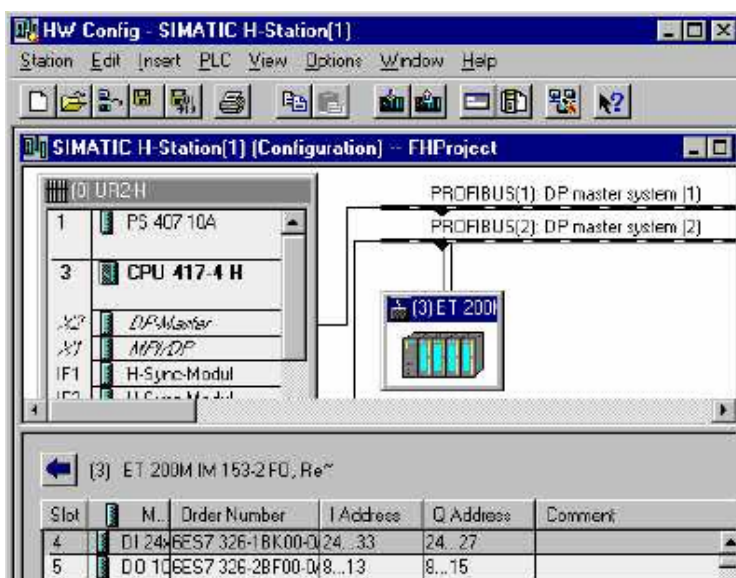 HW Config - SIMATIC H-Station(1)
Station Edit Insert PLC View Options Window Help
SIMATIC H-Station(1) (Configuration) -- FHProject
(0) UR2-H
1 PS 407 10A
3 CPU 417-4 H
X2 DP-Master
X1 MPI/DP
IF1 H-Sync-Modul
IF2 H-Sync-Modul
PROFIBUS(1): DP master system (1)
PROFIBUS(2): DP master system (2)
(3) ET 200M
(3) ET 200M IM 153-2 FO, Re~
Slot M... Order Number I Address Q Address Comment
4 DI 24x 6ES7 326-1BK00-0 24...33 24...27
5 DO 10 6ES7 326-2BF00-0 8...13 8...15